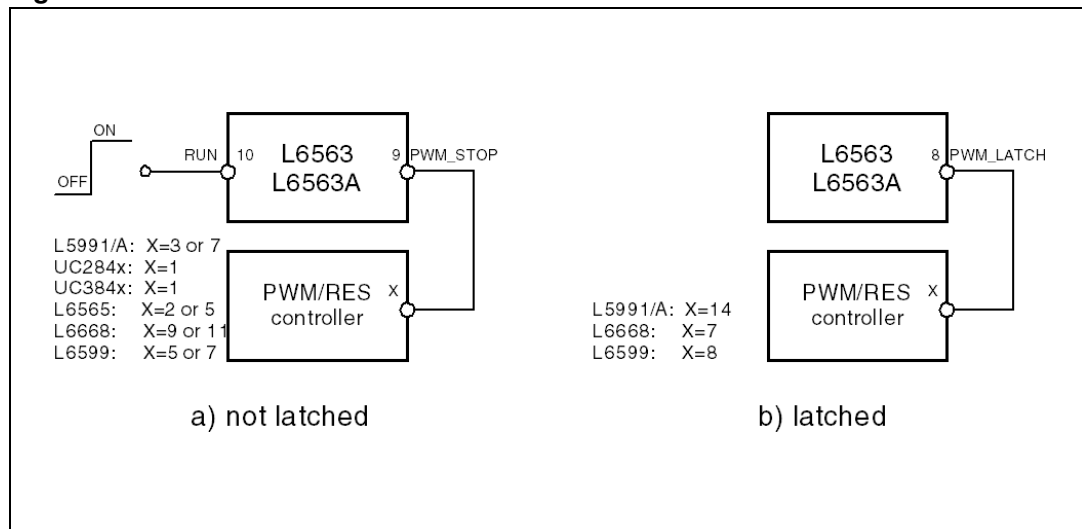 ON
OFF
RUN
10
L6563
L6563A
9 PWM_STOP
L5991/A: X=3 or 7
UC284x: X=1
UC384x: X=1
L6565: X=2 or 5
L6668: X=9 or 11
L6599: X=5 or 7
PWM/RES X
controller
a) not latched
L6563
L6563A
8 PWM_LATCH
PWM/RES X
controller
L5991/A: X=14
L6668: X=7
L6599: X=8
b) latched